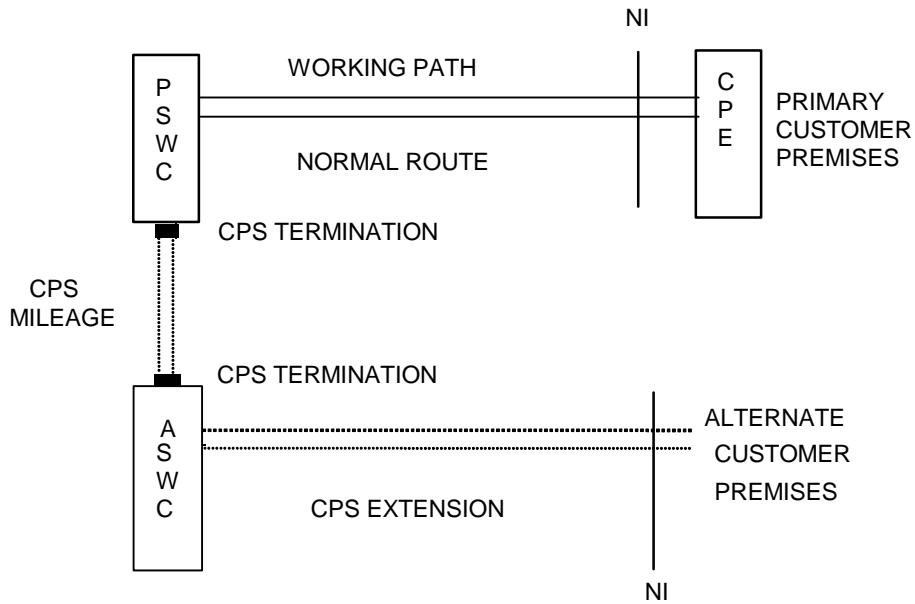 NI
WORKING PATH
P
S
W
C
C
P
E
PRIMARY
CUSTOMER
PREMISES
NORMAL ROUTE
CPS TERMINATION
CPS
MILEAGE
CPS TERMINATION
A
S
W
C
ALTERNATE
CUSTOMER
PREMISES
CPS EXTENSION
NI